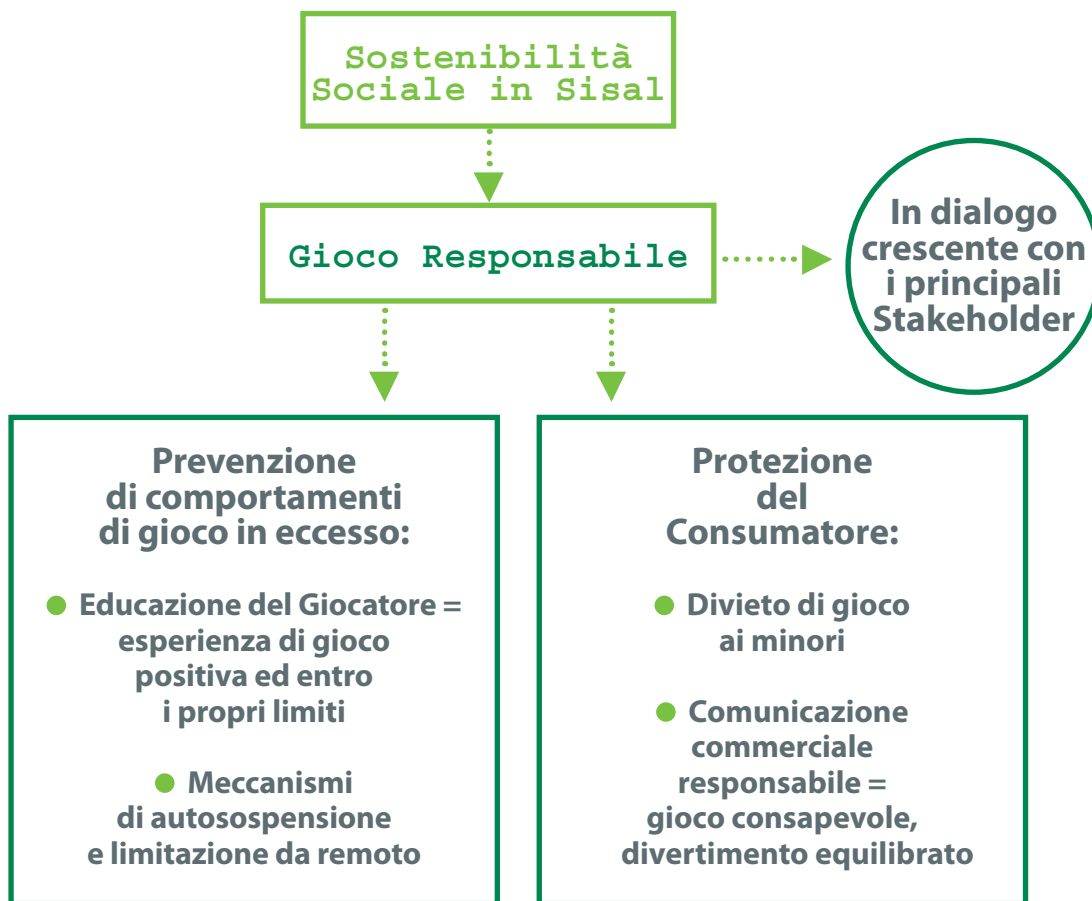 Sostenibilità
Sociale in Sisal
Gioco Responsabile
In dialogo
crescente con
i principali
Stakeholder
Prevenzione
di comportamenti
di gioco in eccesso:
● Educazione del Giocatore =
esperienza di gioco
positiva ed entro
i propri limiti
● Meccanismi
di autosospensione
e limitazione da remoto
Protezione
del
Consumatore:
● Divieto di gioco
ai minori
● Comunicazione
commerciale
responsabile =
gioco consapevole,
divertimento equilibrato